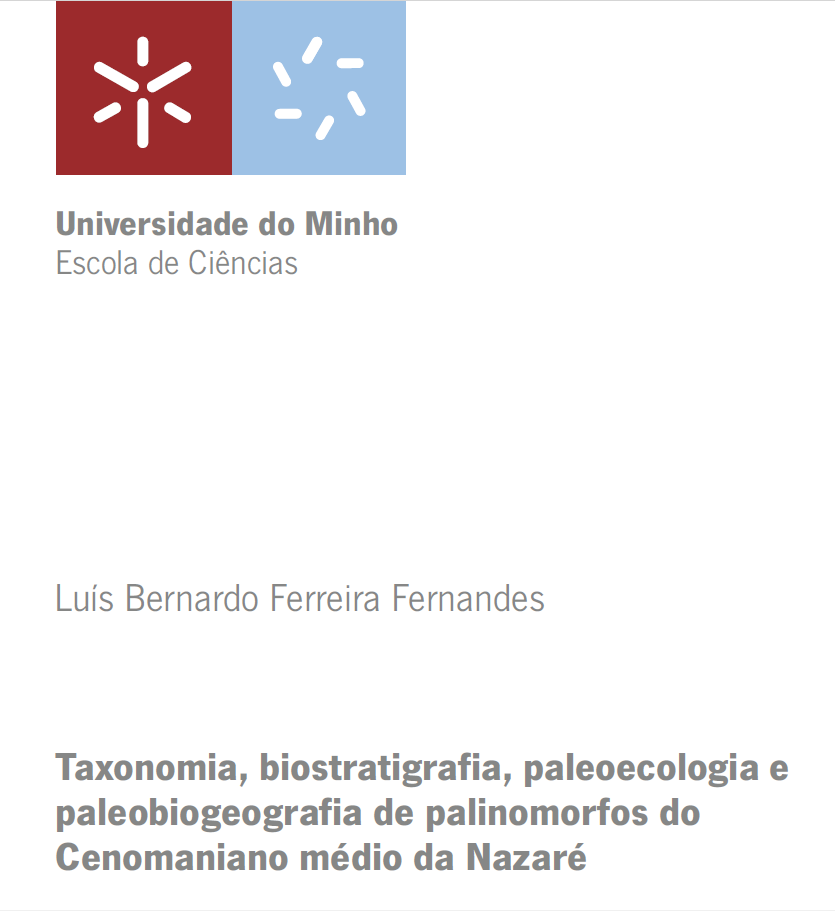 Universidade do Minho
Escola de Ciências
Luís Bernardo Ferreira Fernandes
Taxonomia, biostratigrafia, paleoecologia e
paleobiogeografia de palinomorfos do
Cenomaniano médio da Nazaré